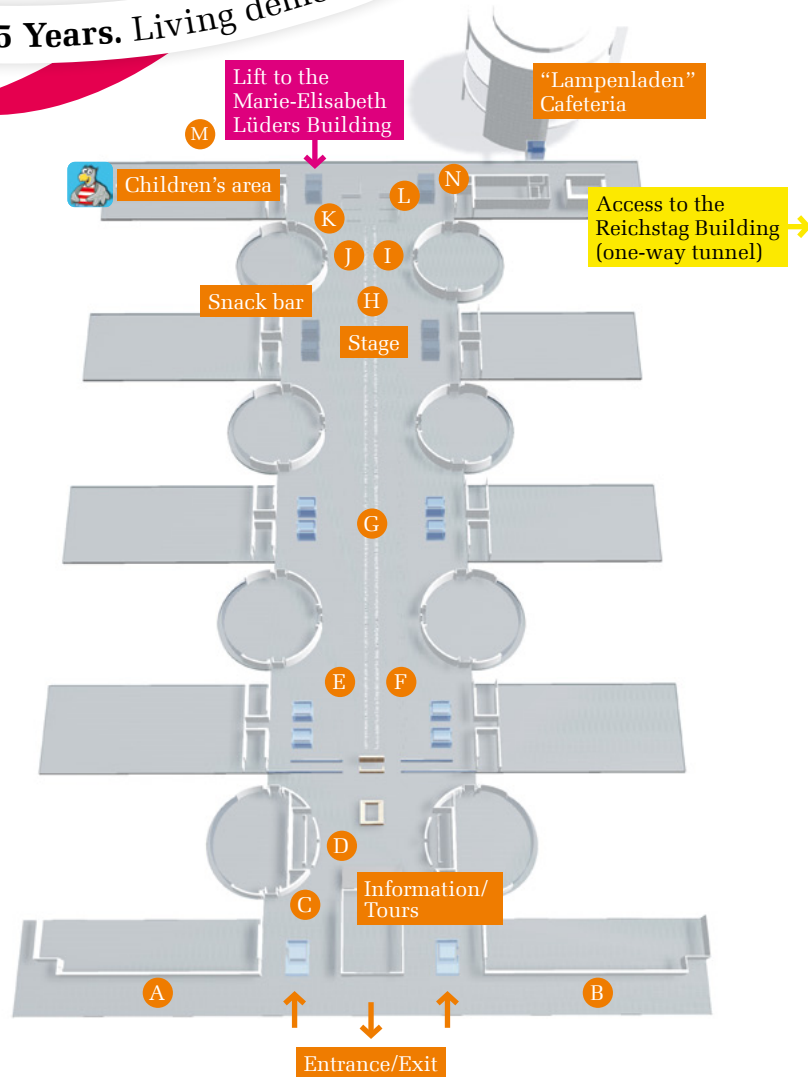 5 Years. Living
Lift to the
Marie-Elisabeth
Lüders Building
“Lampenladen”
Cafeteria
M
Children's area
N
L
K
Access to the
Reichstag Building
(one-way tunnel)
J
I
Snack bar
H
Stage
G
E
F
D
Information/
Tours
C
A
B
Entrance/Exit